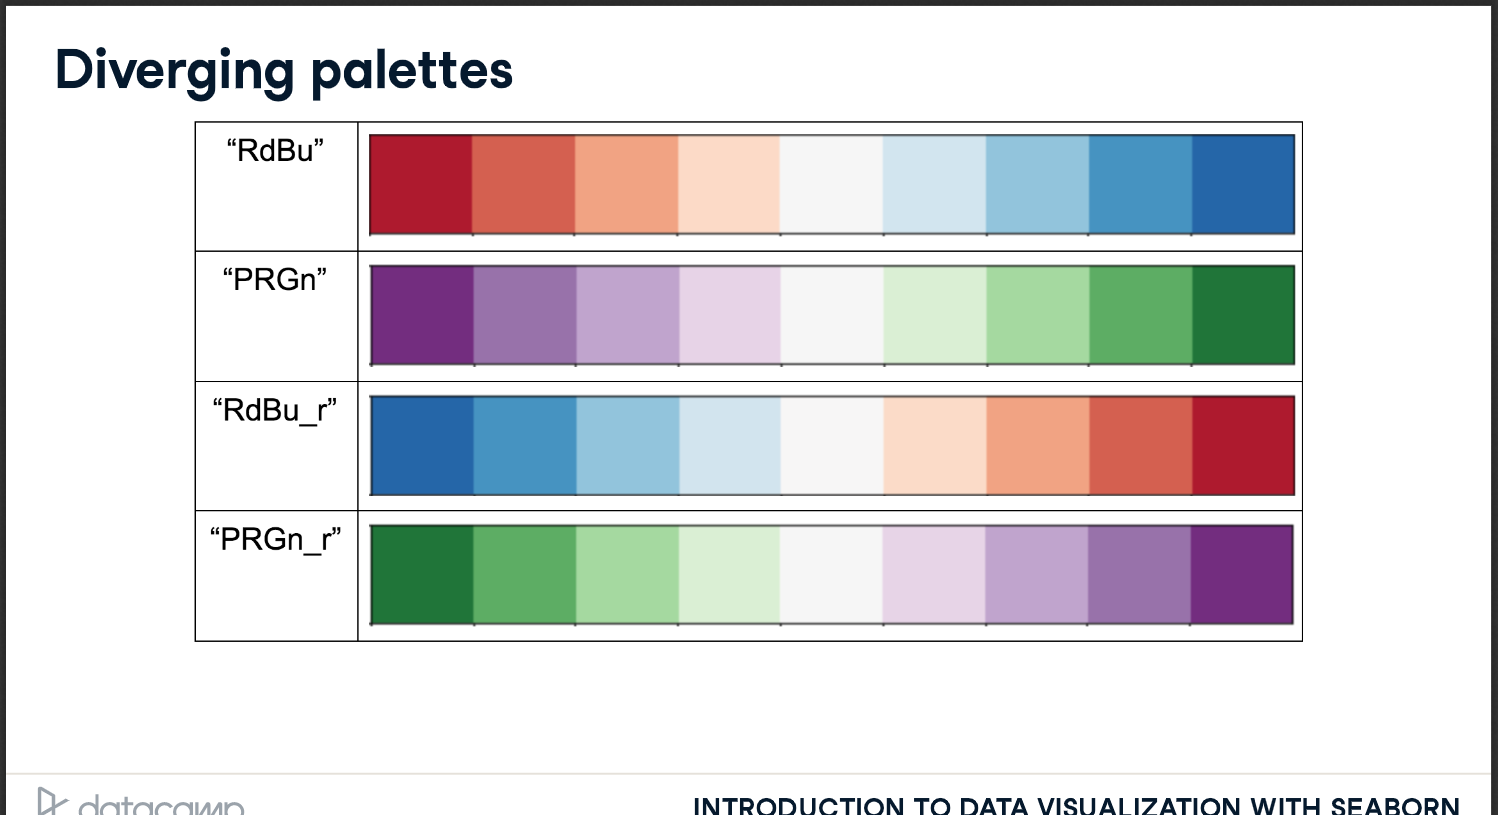 Diverging palettes
“RdBu”
“PRGn”
“RdBu_r”
“PRGn_r”
datacamp
INTRODUCTION TO DATA VISUALIZATION WITH SEABORN